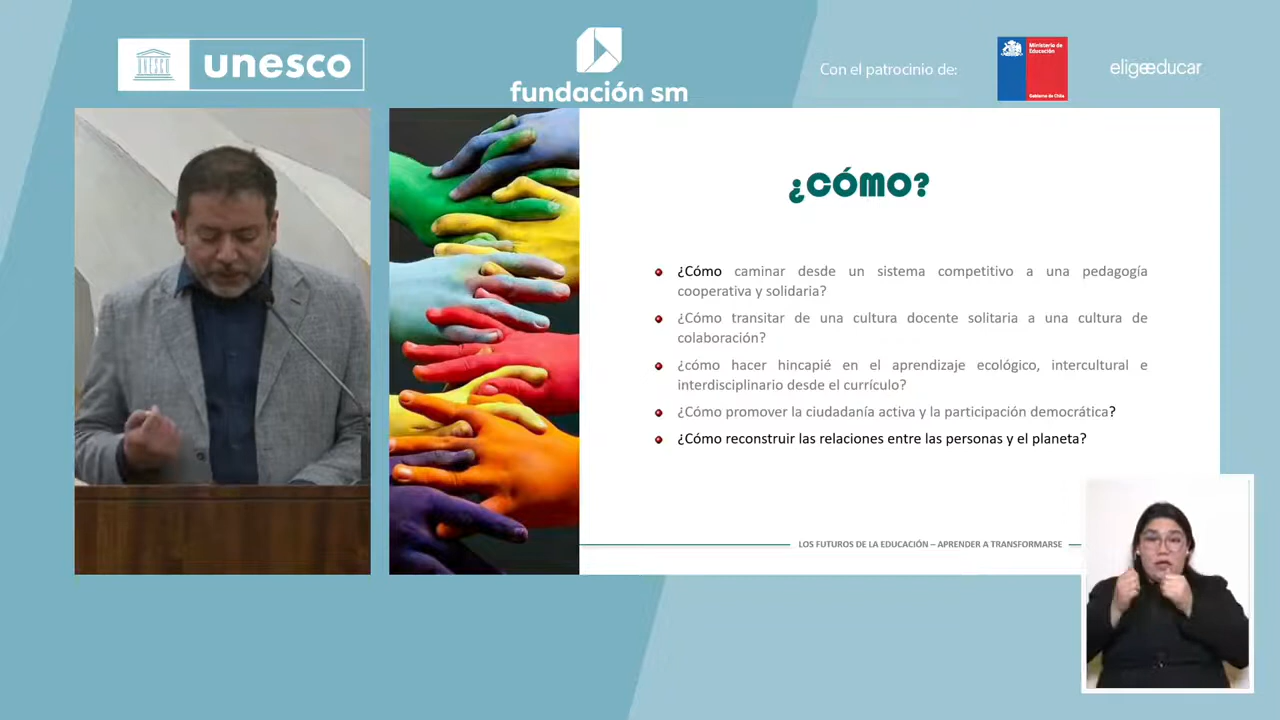 unesco
fundación sm
Con el patrocinio de:
Ministerio de
Educación
Gobierno de Chile
eligeeducar
¿CÓMO?
¿Cómo caminar desde un sistema competitivo a una pedagogía
cooperativa y solidaria?
¿Cómo transitar de una cultura docente solitaria a una cultura de
colaboración?
¿cómo hacer hincapié en el aprendizaje ecológico, intercultural e
interdisciplinario desde el currículo?
¿Cómo promover la ciudadanía activa y la participación democrática?
¿Cómo reconstruir las relaciones entre las personas y el planeta?
LOS FUTUROS DE LA EDUCACIÓN – APRENDER A TRANSFORMARSE